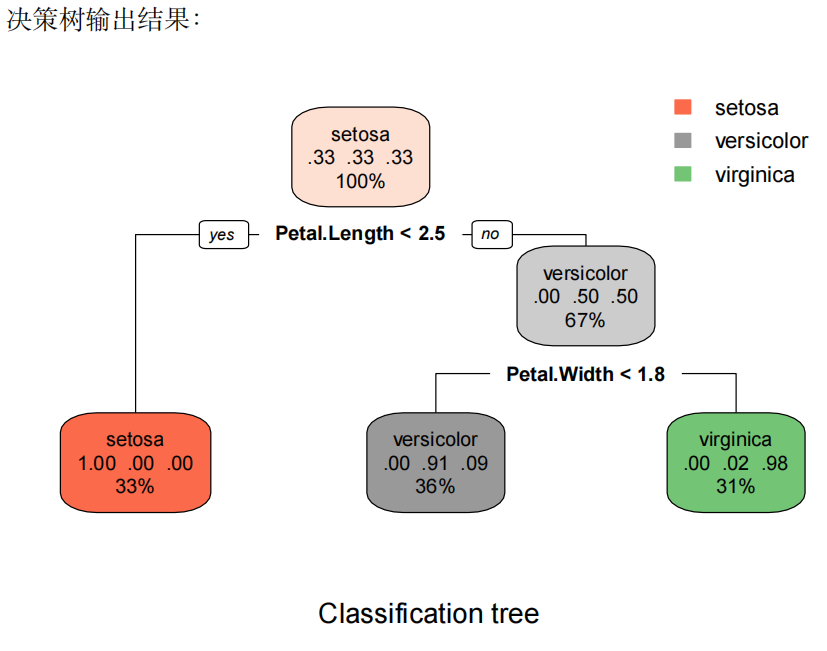 决策树输出结果：
setosa
versicolor
virginica
setosa
.33 .33 .33
100%
yes
Petal.Length < 2.5
no
versicolor
.00 .50 .50
67%
Petal.Width < 1.8
setosa
1.00 .00 .00
33%
versicolor
.00 .91 .09
36%
virginica
.00 .02 .98
31%
Classification tree